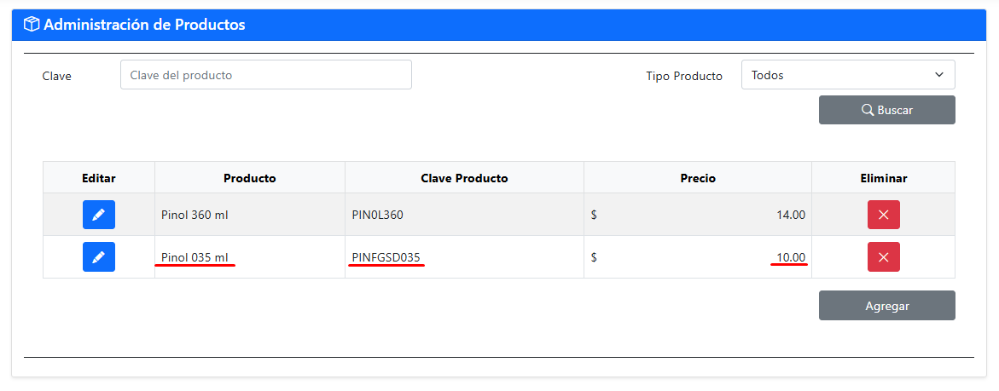 Administración de Productos
Clave Clave del producto Tipo Producto Todos
Buscar
Editar Producto Clave Producto Precio Eliminar
Pinol 360 ml PIN0L360 $ 14.00
Pinol 035 ml PINFGSD035 $ 10.00
Agregar